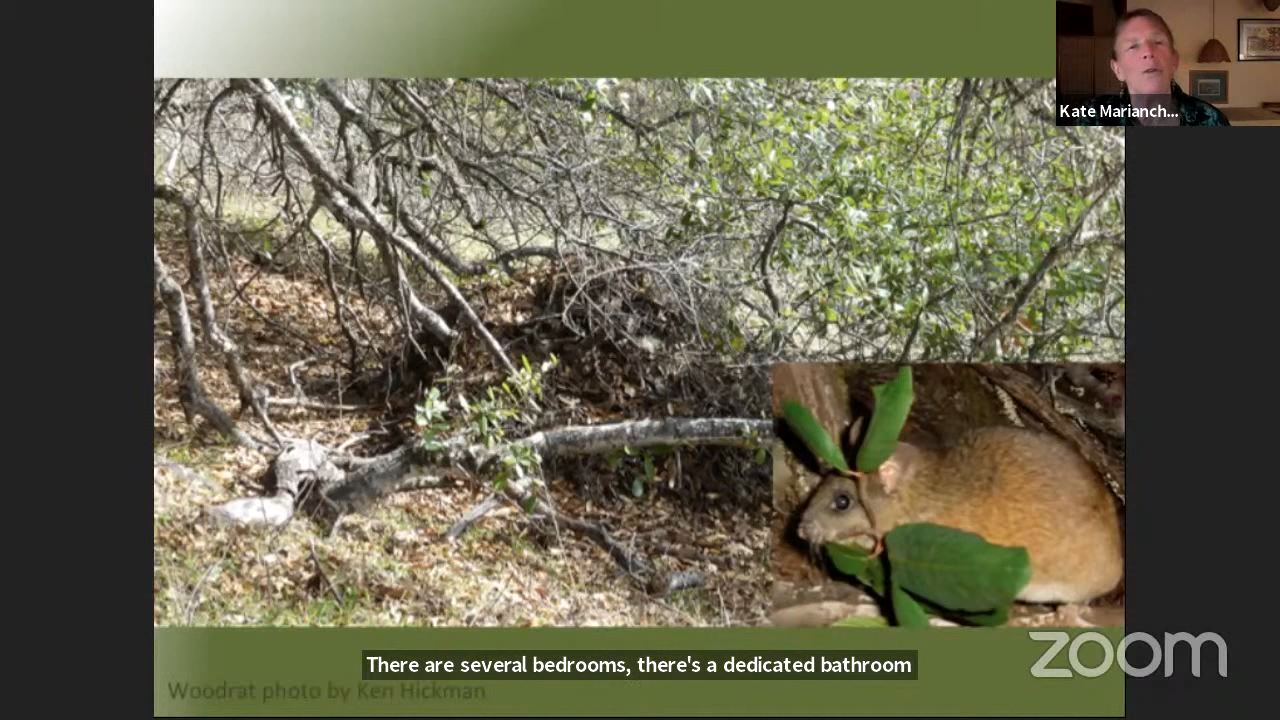 Kate Marianch...
There are several bedrooms, there's a dedicated bathroom
Woodrat photo by Ken Hickman
zoom